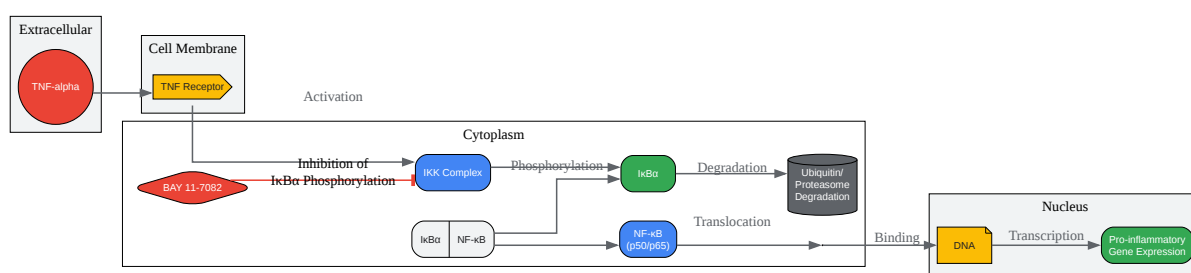 Extracellular
TNF-alpha
Cell Membrane
TNF Receptor
Activation
Cytoplasm
Inhibition of
IκBα Phosphorylation
BAY 11-7082
IKK Complex
Phosphorylation
IκBα
Degradation
Ubiquitin/
Proteasome
Degradation
IκBα NF-κB
NF-κB
(p50/p65)
Translocation
Binding
Nucleus
DNA
Transcription
Pro-inflammatory
Gene Expression